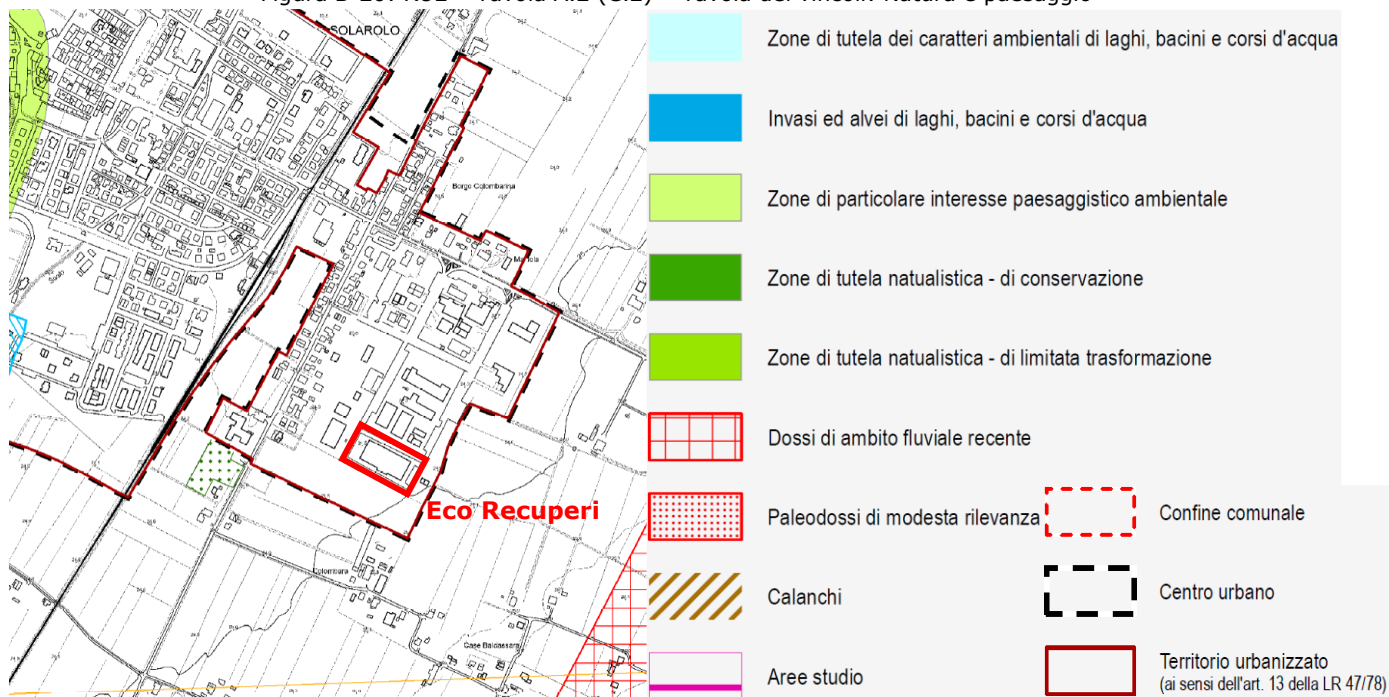 SOLAROLO
Borgo Colombarina
Eco Recuperi
Colombara
Case Baldassara
Zone di tutela dei caratteri ambientali di laghi, bacini e corsi d'acqua
Invasi ed alvei di laghi, bacini e corsi d'acqua
Zone di particolare interesse paesaggistico ambientale
Zone di tutela natualistica - di conservazione
Zone di tutela natualistica - di limitata trasformazione
Dossi di ambito fluviale recente
Paleodossi di modesta rilevanza
Calanchi
Aree studio
Confine comunale
Centro urbano
Territorio urbanizzato
(ai sensi dell'art. 13 della LR 47/78)